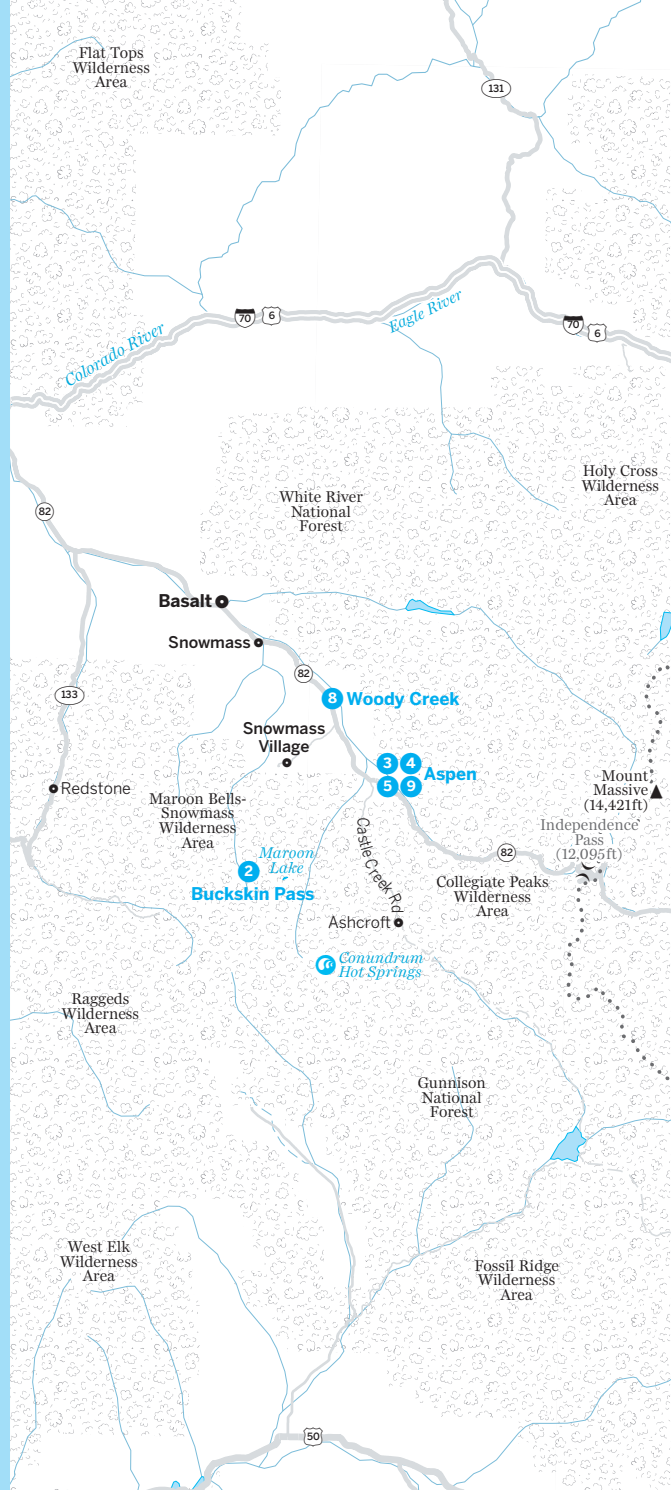 Flat Tops
Wilderness
Area
131
70
6
Eagle River
70
6
Colorado River
Holy Cross
Wilderness
Area
White River
National
Forest
82
Basalt
Snowmass
82
133
8 Woody Creek
Snowmass
Village
3 4
Aspen
5 9
Redstone
Mount
Massive
(14,421ft)
Maroon Bells-
Snowmass
Wilderness
Area
Independence
Pass
(12,095ft)
Castle Creek Rd
82
Maroon
Lake
2
Buckskin Pass
Collegiate Peaks
Wilderness
Area
Ashcroft
Conundrum
Hot Springs
Raggeds
Wilderness
Area
Gunnison
National
Forest
West Elk
Wilderness
Area
Fossil Ridge
Wilderness
Area
50